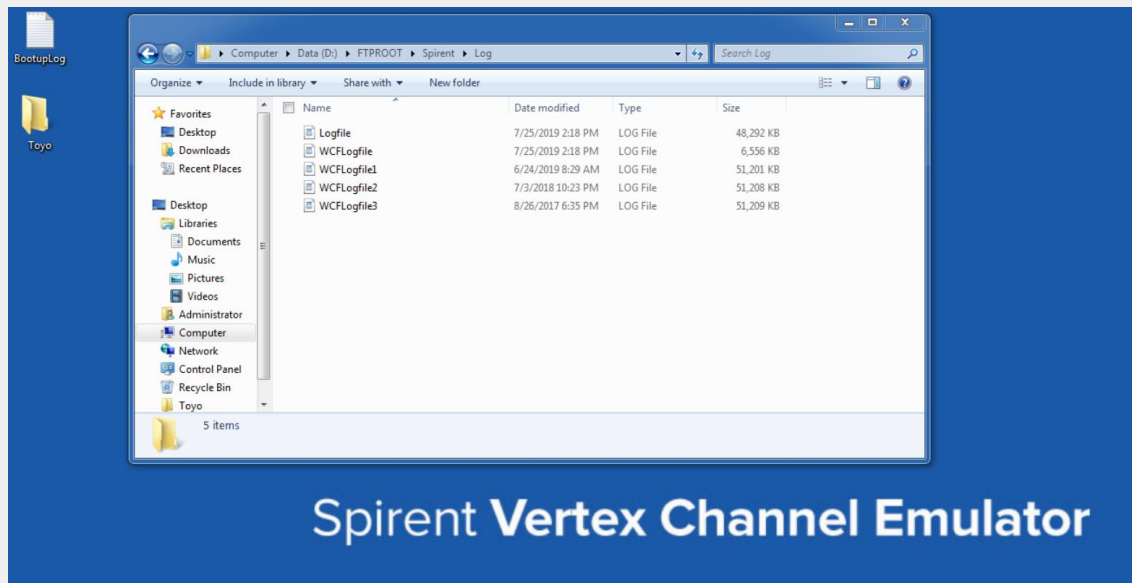 BootupLog
Toyo
Computer Data (D:) FTPROOT Spirent Log
Search Log
Organize Include in library Share with New folder
Favorites
Desktop
Downloads
Recent Places
Desktop
Libraries
Documents
Music
Pictures
Videos
Administrator
Computer
Network
Control Panel
Recycle Bin
Toyo
Name Date modified Type Size
Logfile 7/25/2019 2:18 PM LOG File 48,292 KB
WCFLogfile 7/25/2019 2:18 PM LOG File 6,556 KB
WCFLogfile1 6/24/2019 8:29 AM LOG File 51,201 KB
WCFLogfile2 7/3/2018 10:23 PM LOG File 51,208 KB
WCFLogfile3 8/26/2017 6:35 PM LOG File 51,209 KB
5 items
Spirent Vertex Channel Emulator